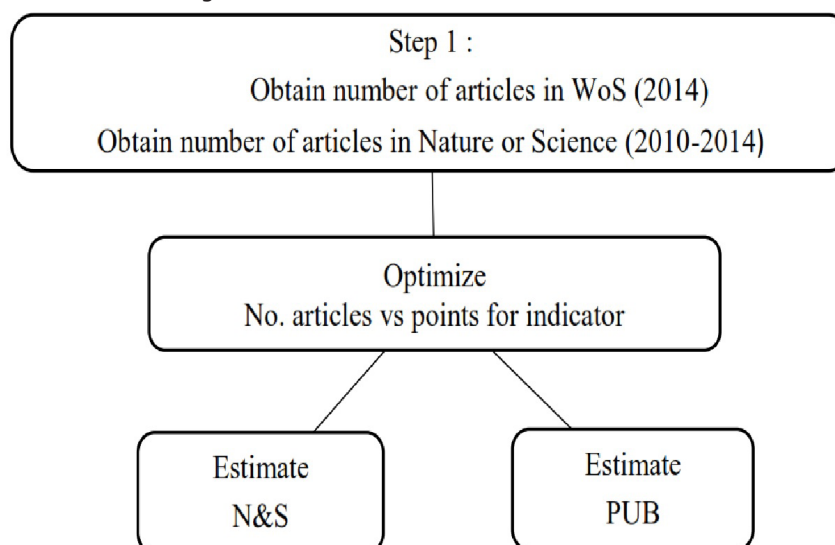 Step 1 :
Obtain number of articles in WoS (2014)
Obtain number of articles in Nature or Science (2010-2014)
Optimize
No. articles vs points for indicator
Estimate
N&S
Estimate
PUB